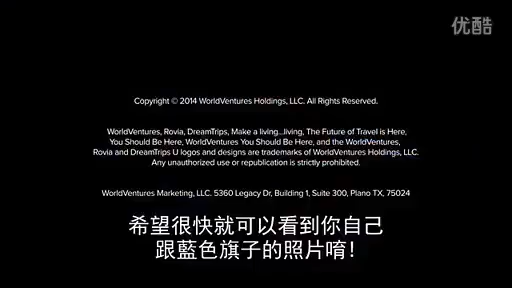 优酷
Copyright © 2014 WorldVentures Holdings, LLC. All Rights Reserved.
WorldVentures, Rovia, DreamTrips, Make a living...living, The Future of Travel is Here,
You Should Be Here, WorldVentures You Should Be Here, and the WorldVentures,
Rovia and DreamTrips U logos and designs are trademarks of WorldVentures Holdings, LLC.
Any unauthorized use or republication is strictly prohibited.
WorldVentures Marketing, LLC. 5360 Legacy Dr, Building 1, Suite 300, Plano TX, 75024
希望很快就可以看到你自己
跟藍色旗子的照片唷!